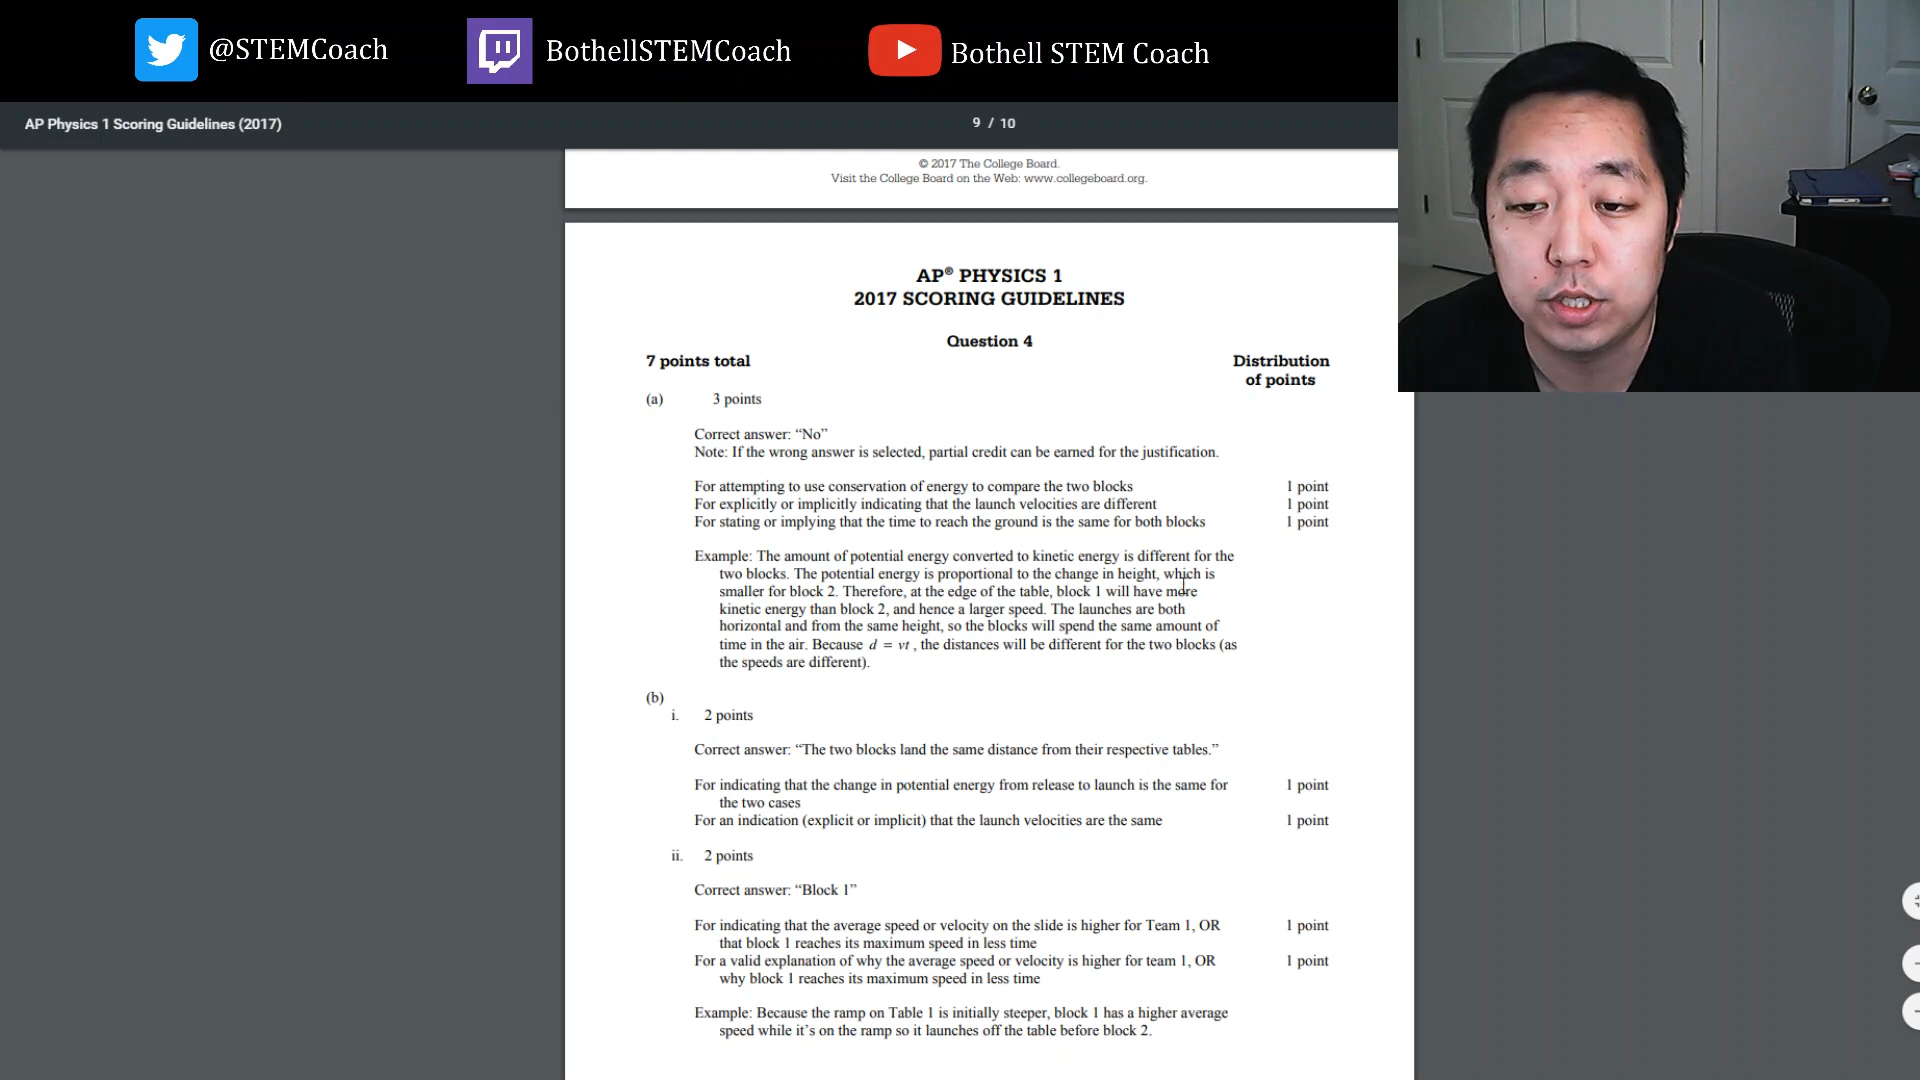 @STEMCoach
BothellSTEMCoach
Bothell STEM Coach
AP Physics 1 Scoring Guidelines (2017)
9 / 10
© 2017 The College Board.
Visit the College Board on the Web: www.collegeboard.org.
AP® PHYSICS 1
2017 SCORING GUIDELINES
Question 4
7 points total
Distribution
of points
(a) 3 points
Correct answer: “No”
Note: If the wrong answer is selected, partial credit can be earned for the justification.
For attempting to use conservation of energy to compare the two blocks 1 point
For explicitly or implicitly indicating that the launch velocities are different 1 point
For stating or implying that the time to reach the ground is the same for both blocks 1 point
Example: The amount of potential energy converted to kinetic energy is different for the
two blocks. The potential energy is proportional to the change in height, which is
smaller for block 2. Therefore, at the edge of the table, block 1 will have more
kinetic energy than block 2, and hence a larger speed. The launches are both
horizontal and from the same height, so the blocks will spend the same amount of
time in the air. Because d = vt, the distances will be different for the two blocks (as
the speeds are different).
(b)
i. 2 points
Correct answer: “The two blocks land the same distance from their respective tables.”
For indicating that the change in potential energy from release to launch is the same for 1 point
the two cases
For an indication (explicit or implicit) that the launch velocities are the same 1 point
ii. 2 points
Correct answer: “Block 1”
For indicating that the average speed or velocity on the slide is higher for Team 1, OR 1 point
that block 1 reaches its maximum speed in less time
For a valid explanation of why the average speed or velocity is higher for team 1, OR 1 point
why block 1 reaches its maximum speed in less time
Example: Because the ramp on Table 1 is initially steeper, block 1 has a higher average
speed while it’s on the ramp so it launches off the table before block 2.